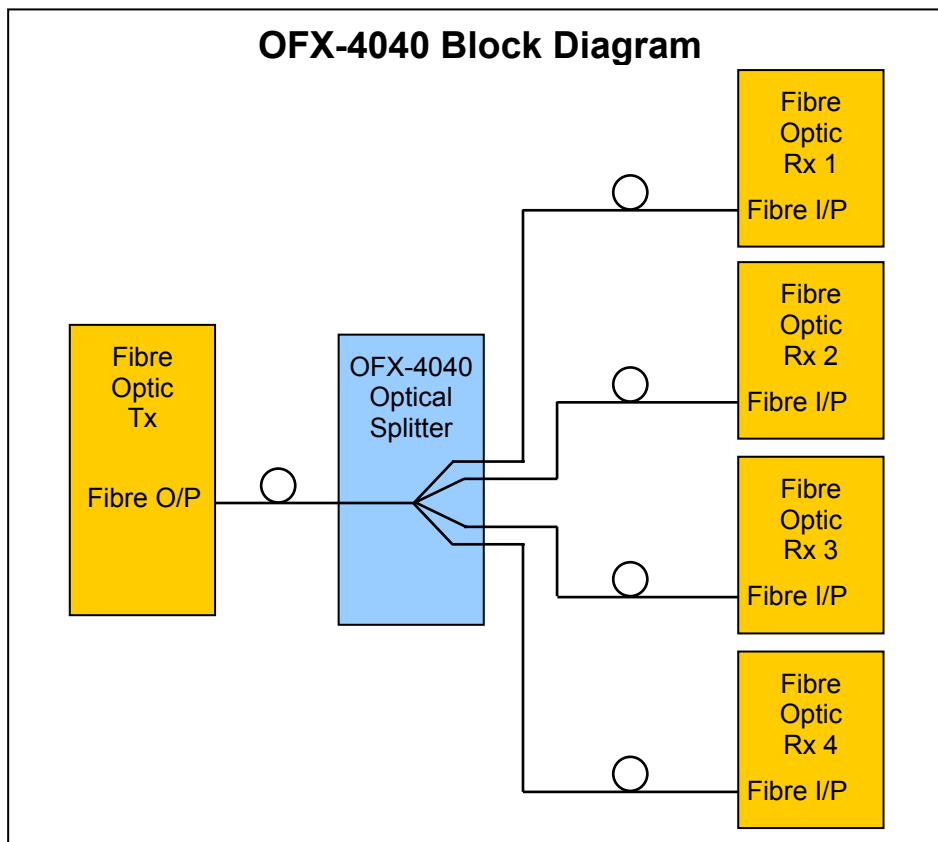 OFX-4040 Block Diagram
Fibre
Optic
Tx
Fibre O/P
OFX-4040
Optical
Splitter
Fibre
Optic
Rx 1
Fibre I/P
Fibre
Optic
Rx 2
Fibre I/P
Fibre
Optic
Rx 3
Fibre I/P
Fibre
Optic
Rx 4
Fibre I/P